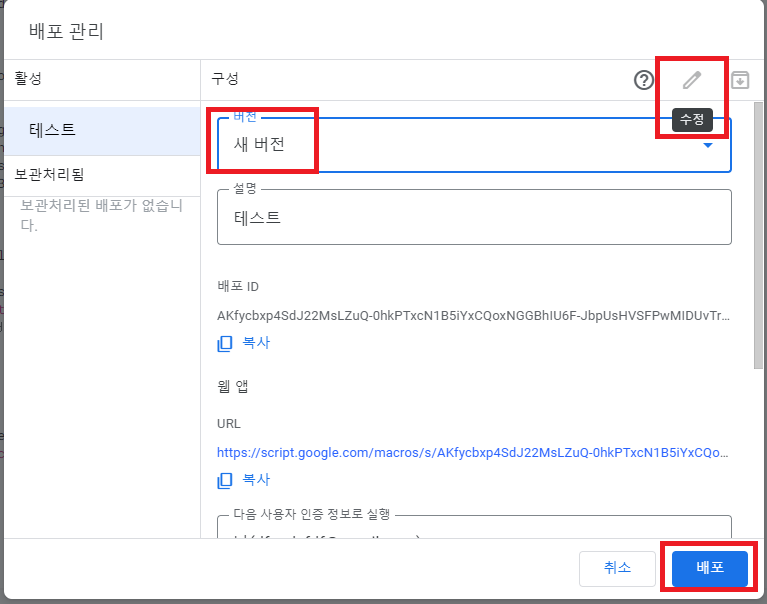 배포 관리
활성
구성
테스트
수정
버전
새 버전
보관처리됨
설명
보관처리된 배포가 없습니
다.
테스트
배포 ID
AKfycbxp4SdJ22MsLZuQ-0hkPTxcN1B5iYxCQoxNGGBhIU6F-JbpUsHVSFPwMIDUvTr...
복사
웹 앱
URL
https://script.google.com/macros/s/AKfycbxp4SdJ22MsLZuQ-0hkPTxcN1B5iYxCQo...
복사
다음 사용자 인증 정보로 실행
취소
배포